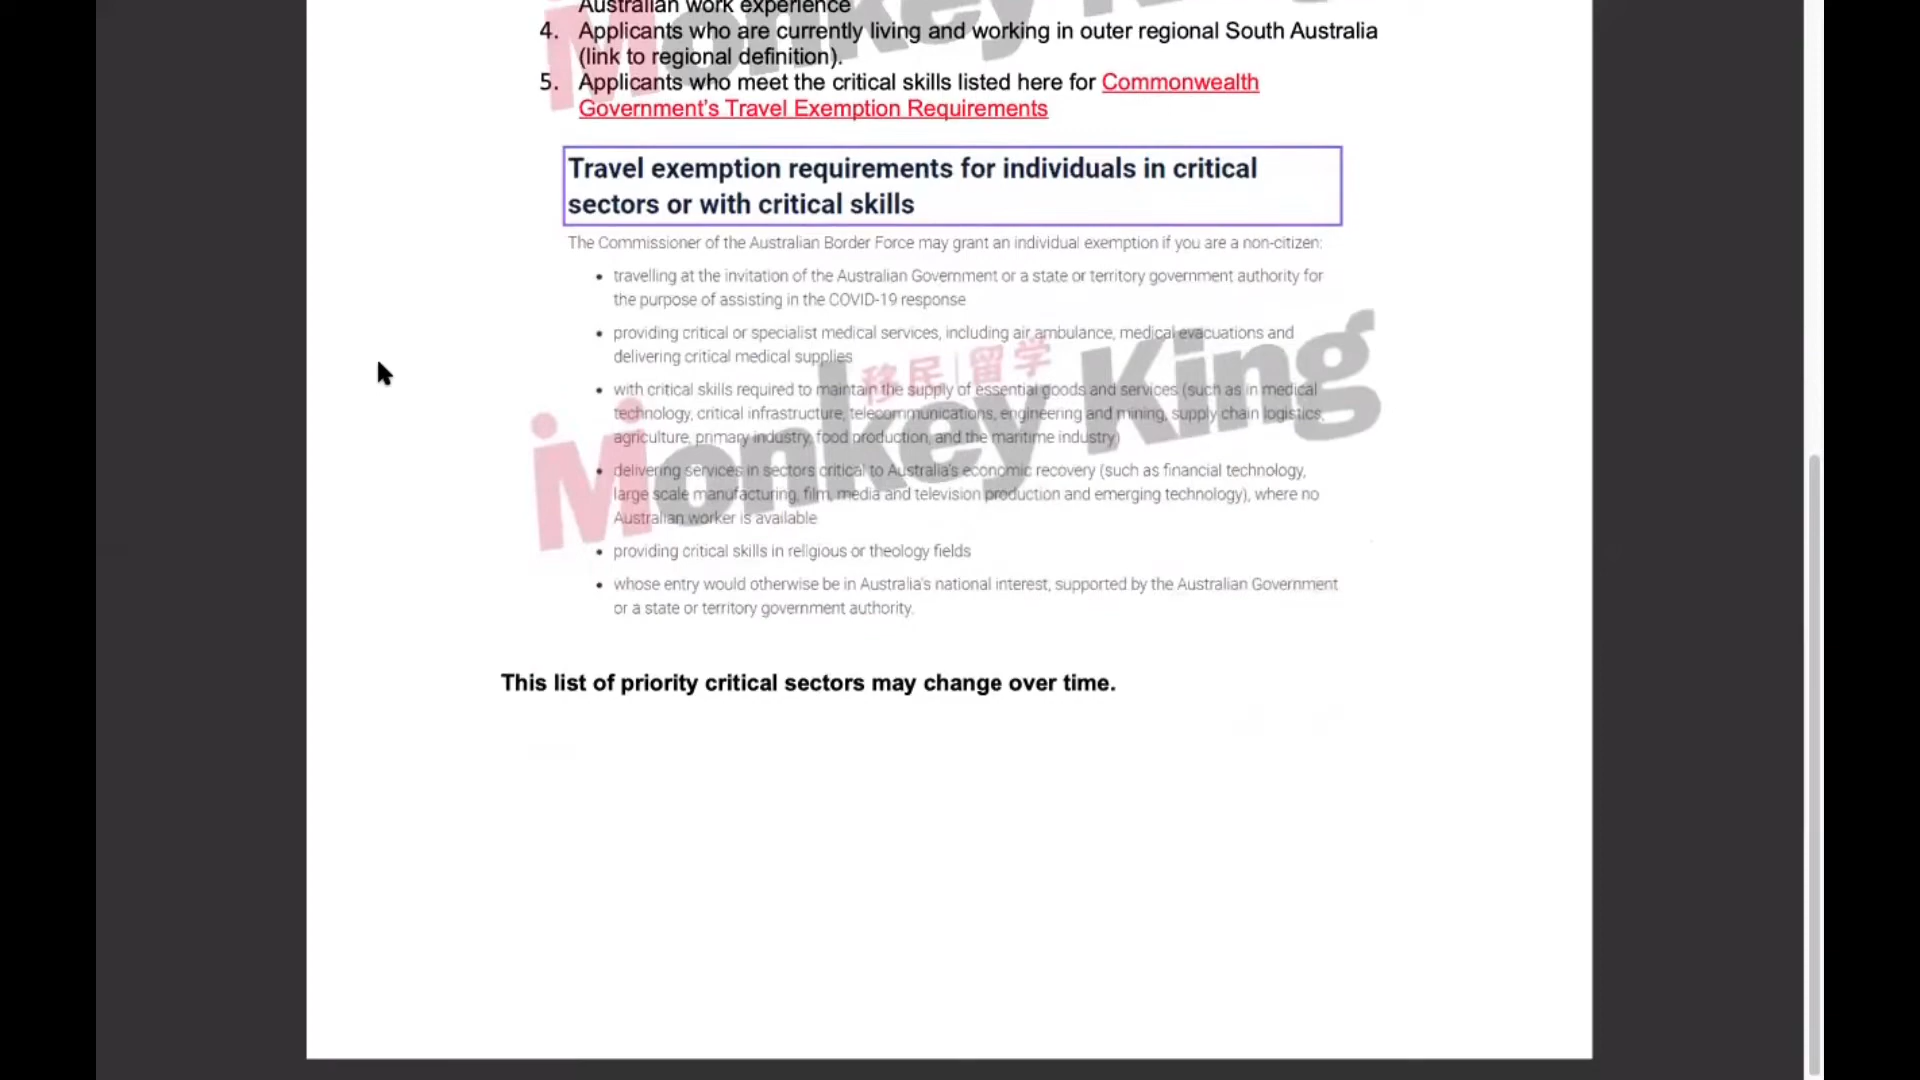 Australian work experience
4. Applicants who are currently living and working in outer regional South Australia
(link to regional definition).
5. Applicants who meet the critical skills listed here for Commonwealth
Government's Travel Exemption Requirements
Travel exemption requirements for individuals in critical
sectors or with critical skills
The Commissioner of the Australian Border Force may grant an individual exemption if you are a non-citizen:
• travelling at the invitation of the Australian Government or a state or territory government authority for
the purpose of assisting in the COVID-19 response
• providing critical or specialist medical services, including air ambulance, medical evacuations and
delivering critical medical supplies
• with critical skills required to maintain the supply of essential goods and services (such as in medical
technology, critical infrastructure, telecommunications, engineering and mining, supply chain logistics,
agriculture, primary industry, food production, and the maritime industry)
• delivering services in sectors critical to Australia's economic recovery (such as financial technology,
large scale manufacturing, film, media and television production and emerging technology), where no
Australian worker is available
• providing critical skills in religious or theology fields
• whose entry would otherwise be in Australia's national interest, supported by the Australian Government
or a state or territory government authority.
This list of priority critical sectors may change over time.
Monkey King
移民|留学
Monkey King